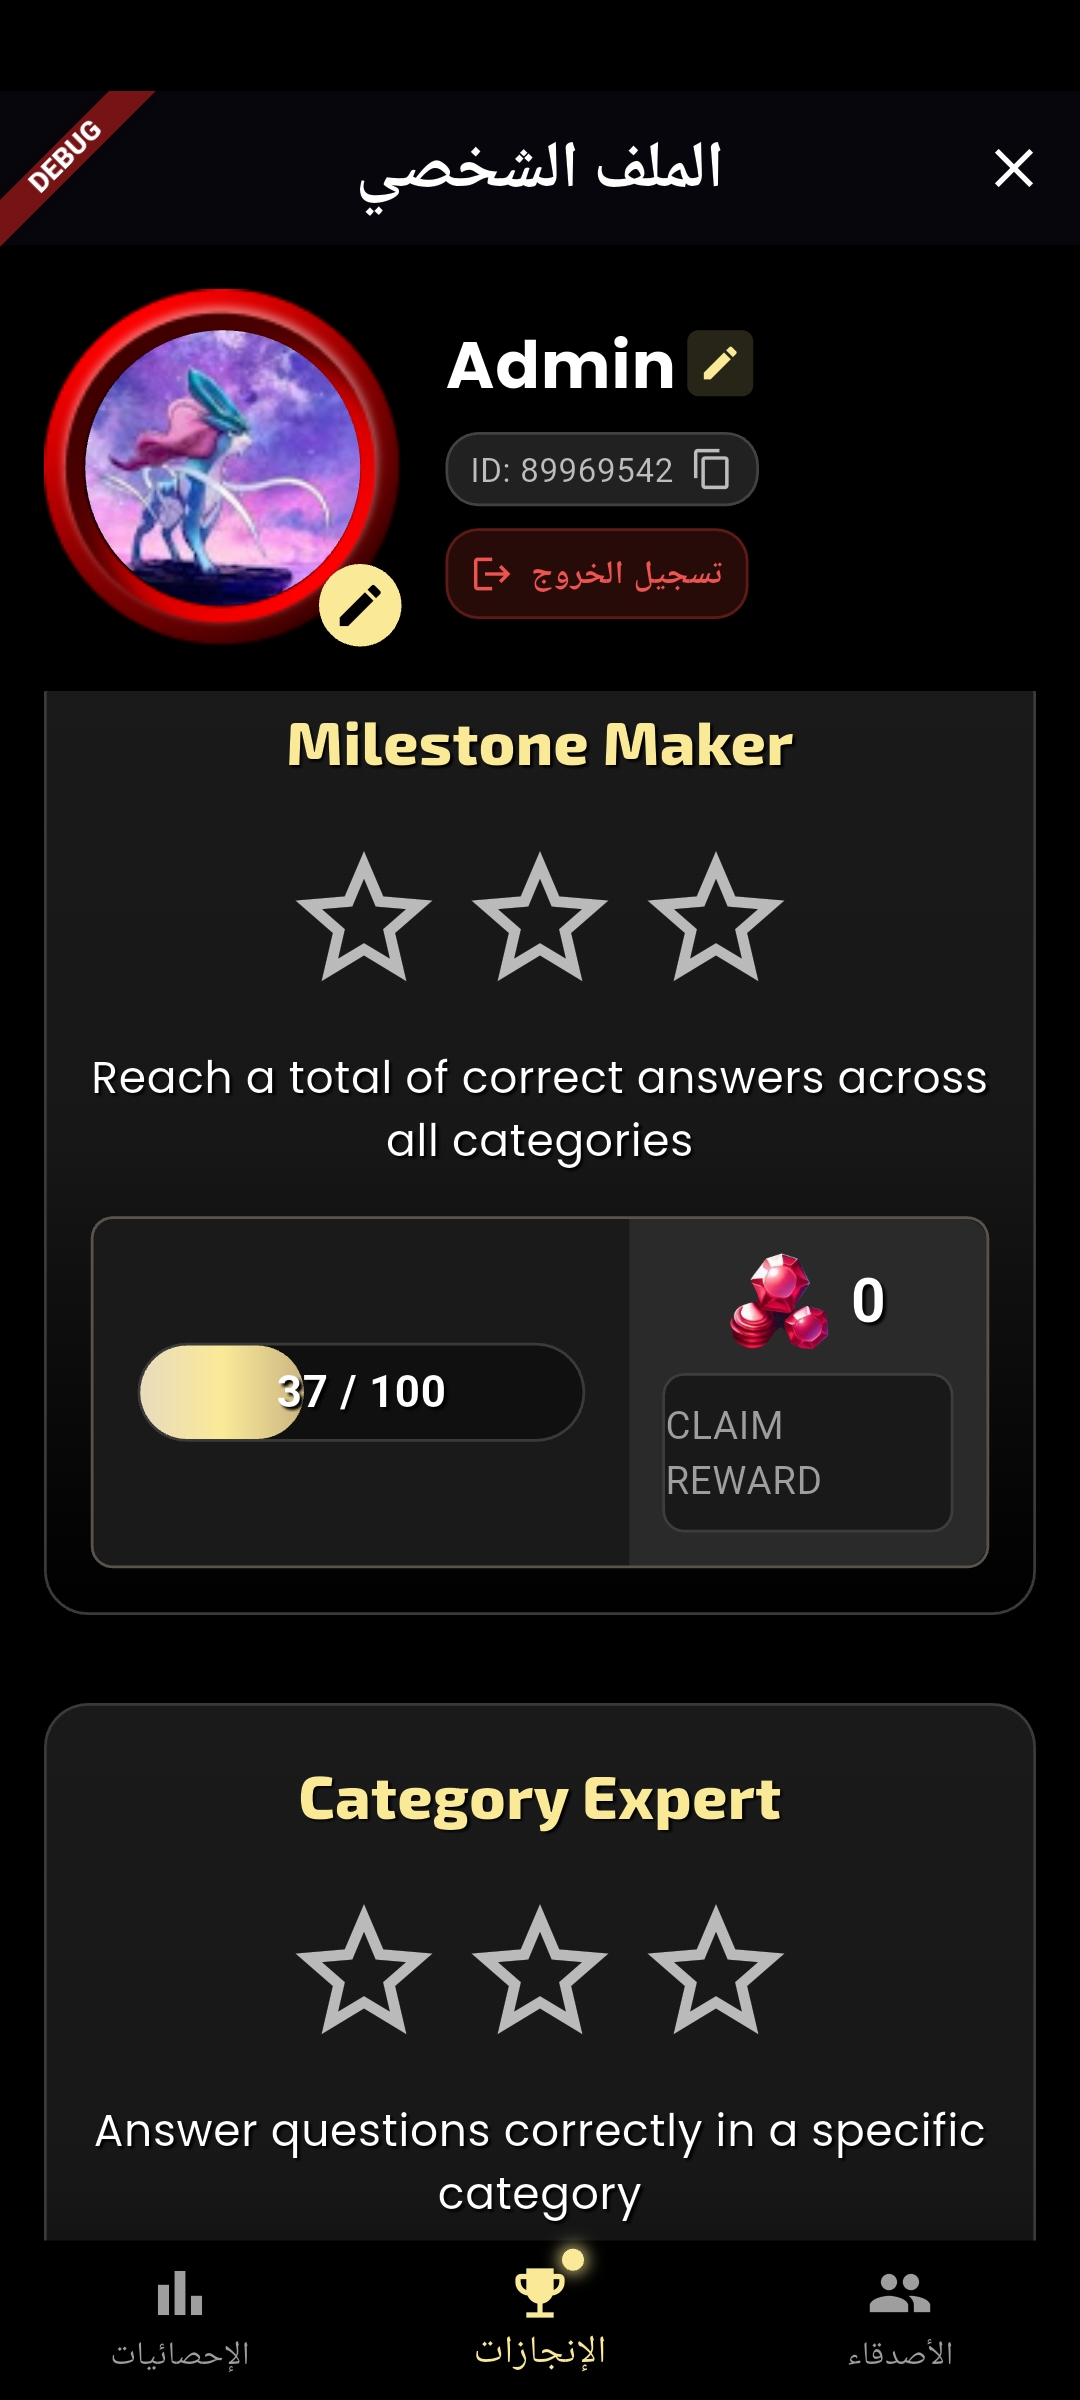 DEBUG
الملف الشخصي
Admin
ID: 89969542
تسجيل الخروج
Milestone Maker
Reach a total of correct answers across
all categories
37 / 100
0
CLAIM
REWARD
Category Expert
Answer questions correctly in a specific
category
الإحصائيات
الإنجازات
الأصدقاء